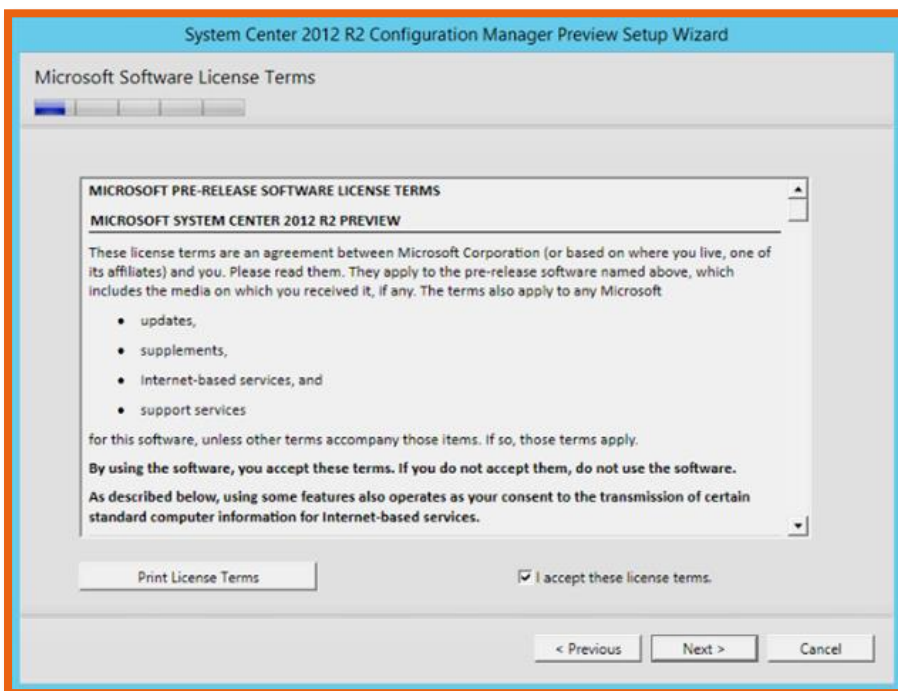 System Center 2012 R2 Configuration Manager Preview Setup Wizard
Microsoft Software License Terms
MICROSOFT PRE-RELEASE SOFTWARE LICENSE TERMS
MICROSOFT SYSTEM CENTER 2012 R2 PREVIEW
These license terms are an agreement between Microsoft Corporation (or based on where you live, one of
its affiliates) and you. Please read them. They apply to the pre-release software named above, which
includes the media on which you received it, if any. The terms also apply to any Microsoft
• updates,
• supplements,
• Internet-based services, and
• support services
for this software, unless other terms accompany those items. If so, those terms apply.
By using the software, you accept these terms. If you do not accept them, do not use the software.
As described below, using some features also operates as your consent to the transmission of certain
standard computer information for Internet-based services.
Print License Terms
I accept these license terms.
< Previous
Next >
Cancel